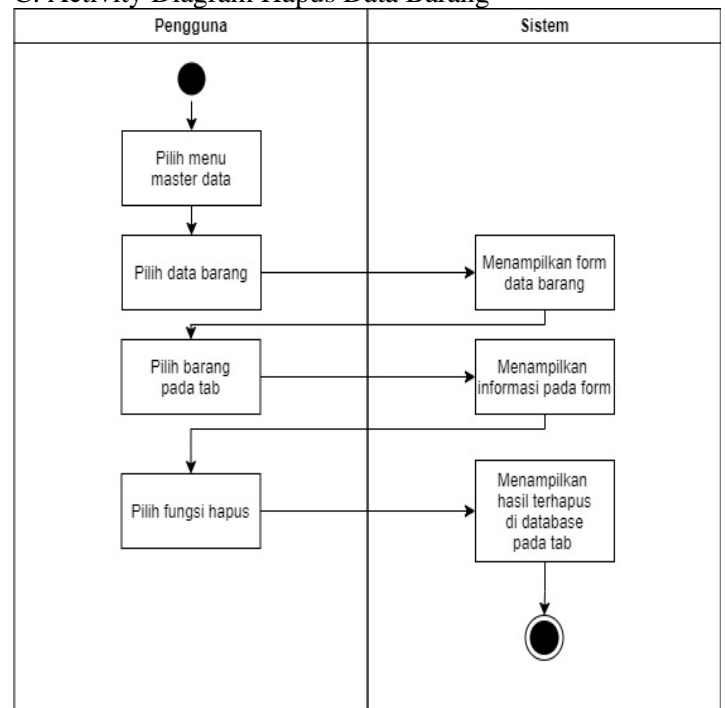 C. Activity Diagram Hapus Data Barang
Pengguna
Sistem
Pilih menu
master data
Pilih data barang
Menampilkan form
data barang
Pilih barang
pada tab
Menampilkan
informasi pada form
Pilih fungsi hapus
Menampilkan
hasil terhapus
di database
pada tab